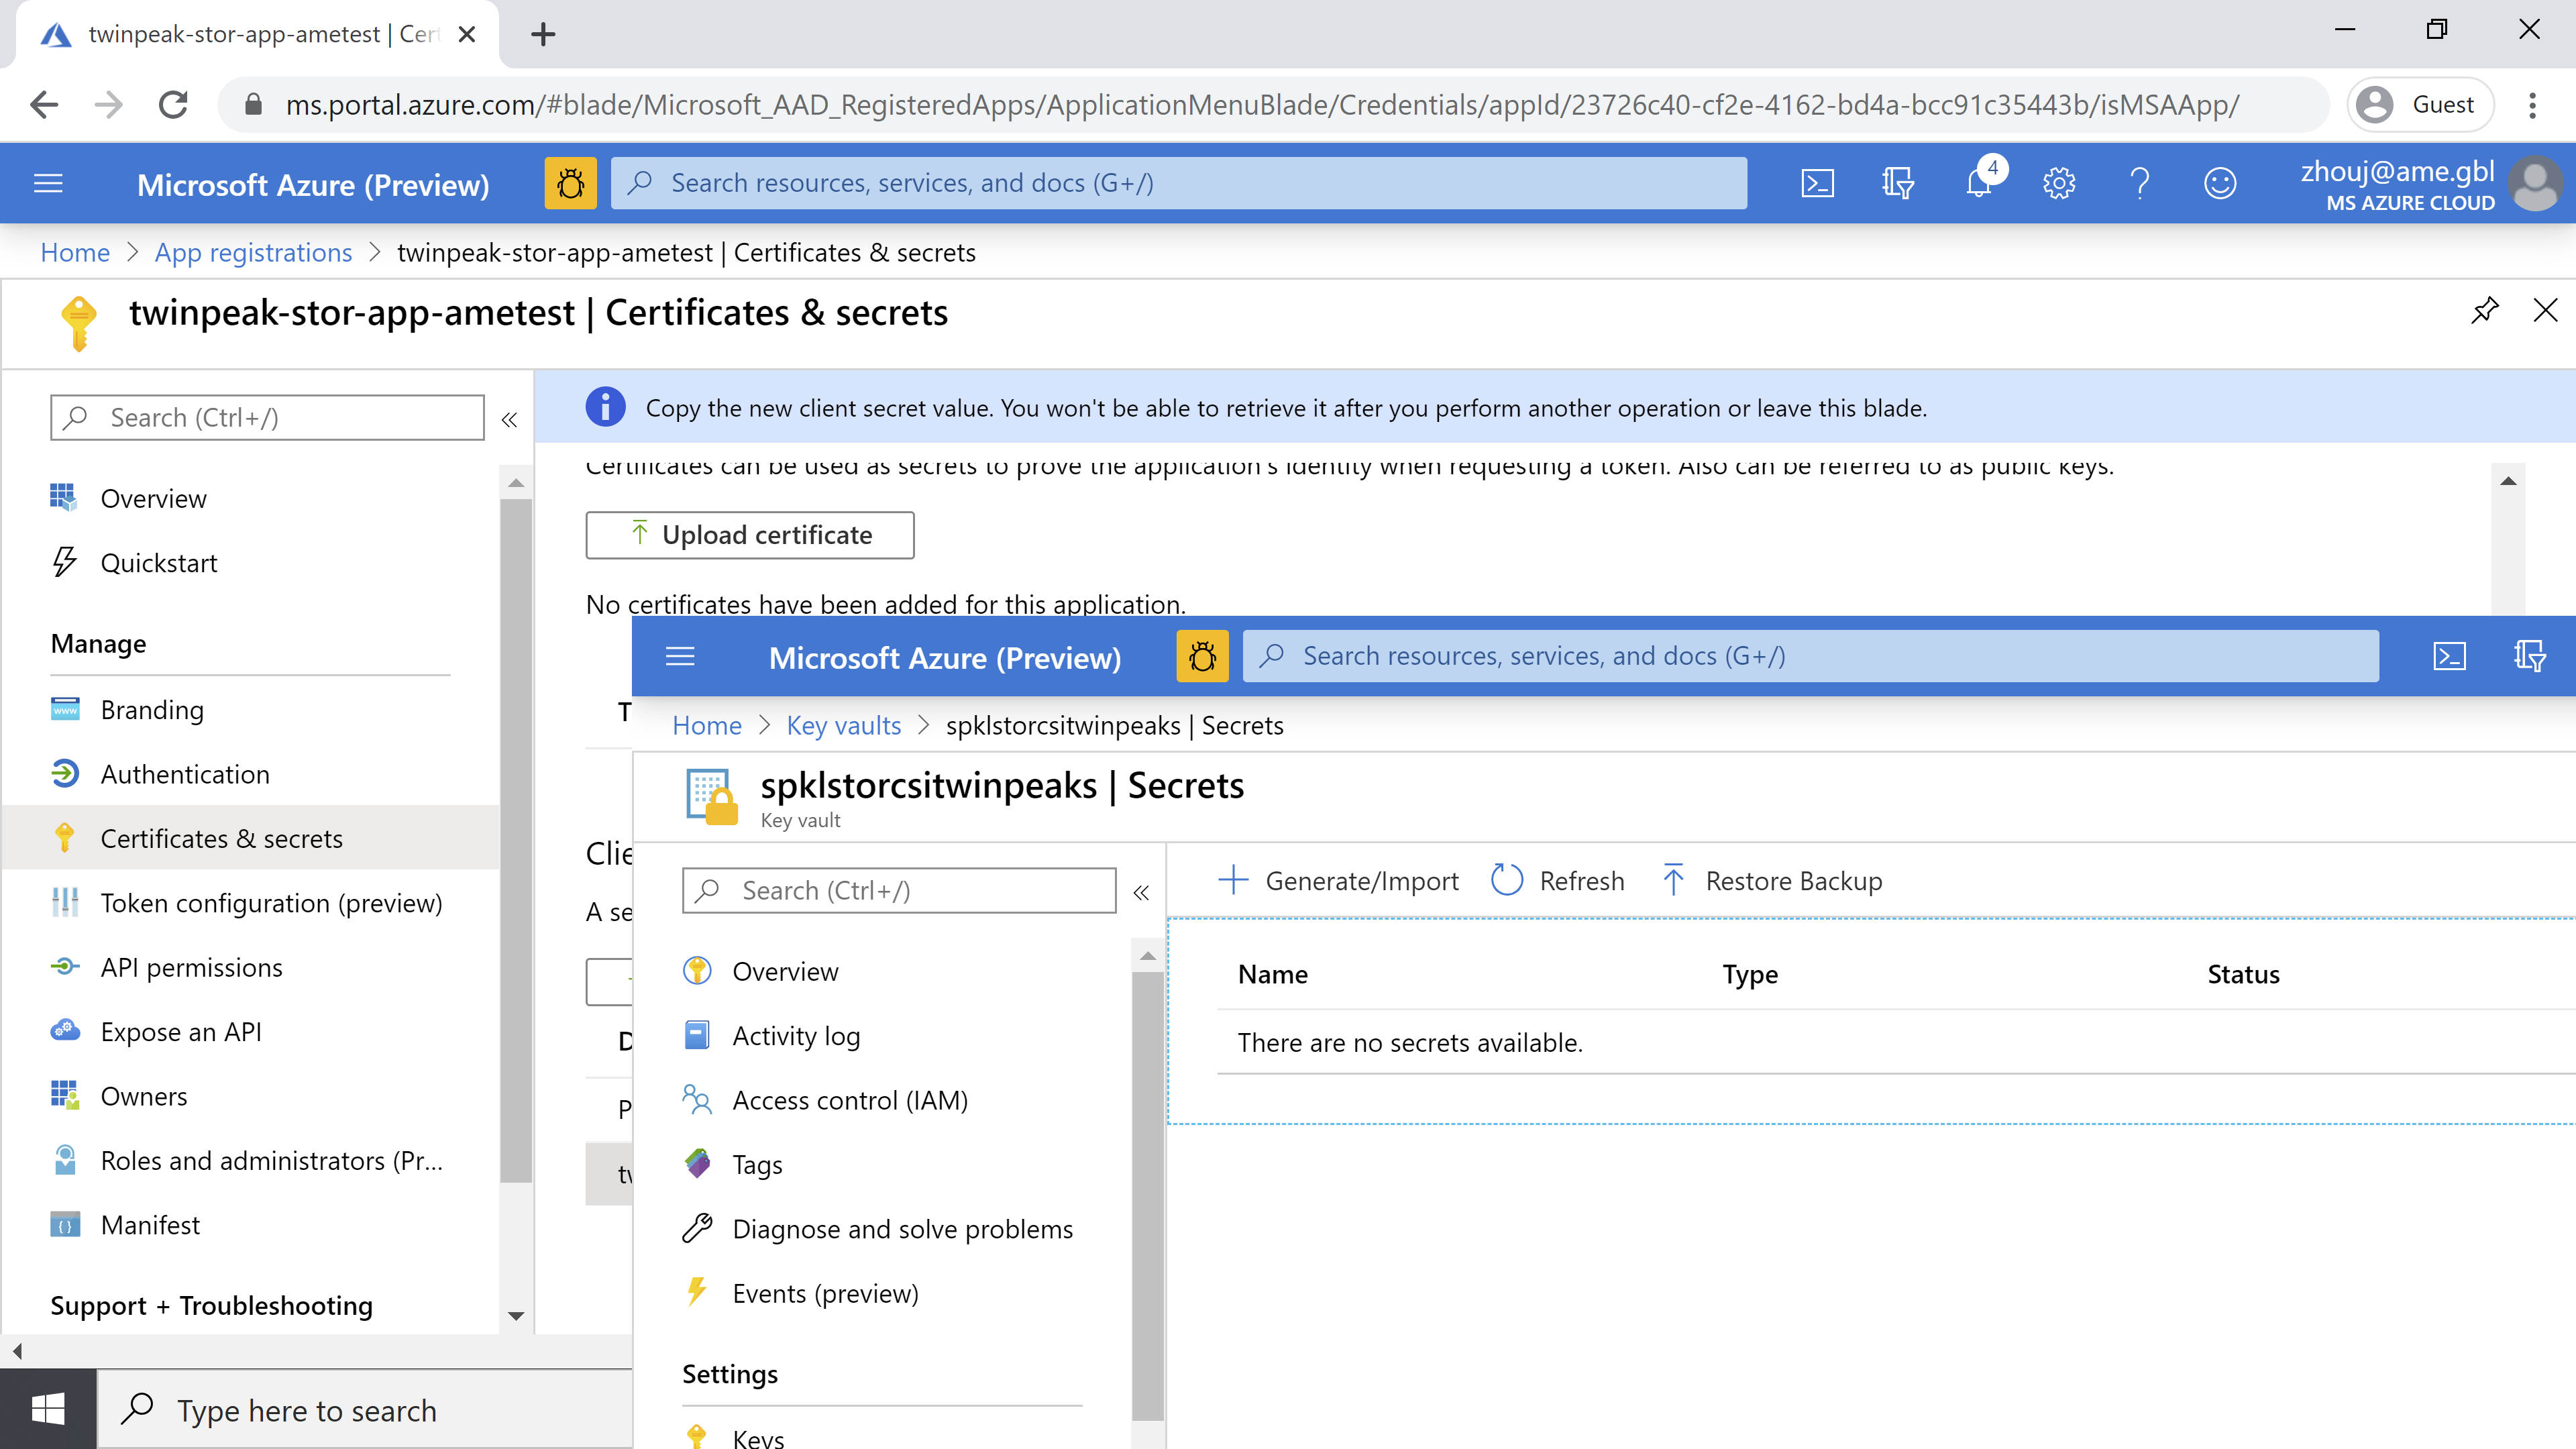 twinpeak-stor-app-ametest | Cert
ms.portal.azure.com/#blade/Microsoft_AAD_RegisteredApps/ApplicationMenuBlade/Credentials/appId/23726c40-cf2e-4162-bd4a-bcc91c35443b/isMSAApp/
Guest
Microsoft Azure (Preview)
Search resources, services, and docs (G+/)
4
zhouj@ame.gbl
MS AZURE CLOUD
Home > App registrations > twinpeak-stor-app-ametest | Certificates & secrets
twinpeak-stor-app-ametest | Certificates & secrets
Search (Ctrl+/)
Overview
Quickstart
Manage
Branding
Authentication
Certificates & secrets
Token configuration (preview)
API permissions
Expose an API
Owners
Roles and administrators (Pr...
Manifest
Support + Troubleshooting
Copy the new client secret value. You won't be able to retrieve it after you perform another operation or leave this blade.
Certificates can be used as secrets to prove the application's identity when requesting a token. Also can be referred to as public keys.
Upload certificate
No certificates have been added for this application.
T
Clie
A se
D
P
tw
Microsoft Azure (Preview)
Search resources, services, and docs (G+/)
Home > Key vaults > spklstorcsitwinpeaks | Secrets
spklstorcsitwinpeaks | Secrets
Key vault
Search (Ctrl+/)
Overview
Activity log
Access control (IAM)
Tags
Diagnose and solve problems
Events (preview)
Settings
Keys
Generate/Import
Refresh
Restore Backup
Name Type Status
There are no secrets available.
Type here to search